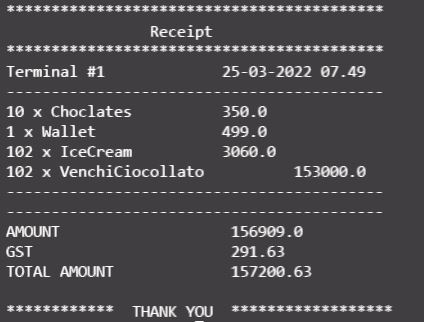 ******************************************
Receipt
******************************************
Terminal #1 25-03-2022 07.49
------------------------------------------
10 x Choclates 350.0
1 x Wallet 499.0
102 x IceCream 3060.0
102 x VenchiCiocollato 153000.0
------------------------------------------
------------------------------------------
AMOUNT 156909.0
GST 291.63
TOTAL AMOUNT 157200.63
************ THANK YOU ******************